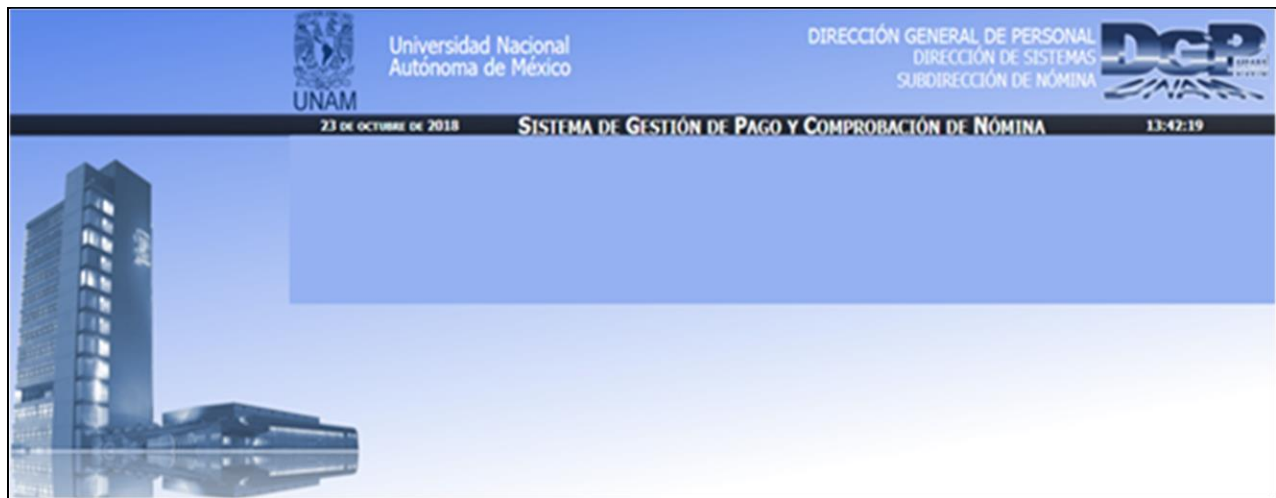 UNAM
Universidad Nacional
Autónoma de México
DIRECCIÓN GENERAL DE PERSONAL
DIRECCIÓN DE SISTEMAS
SUBDIRECCIÓN DE NÓMINA
DGP
UNAM
23 DE OCTUBRE DE 2018 SISTEMA DE GESTIÓN DE PAGO Y COMPROBACIÓN DE NÓMINA 13:42:19